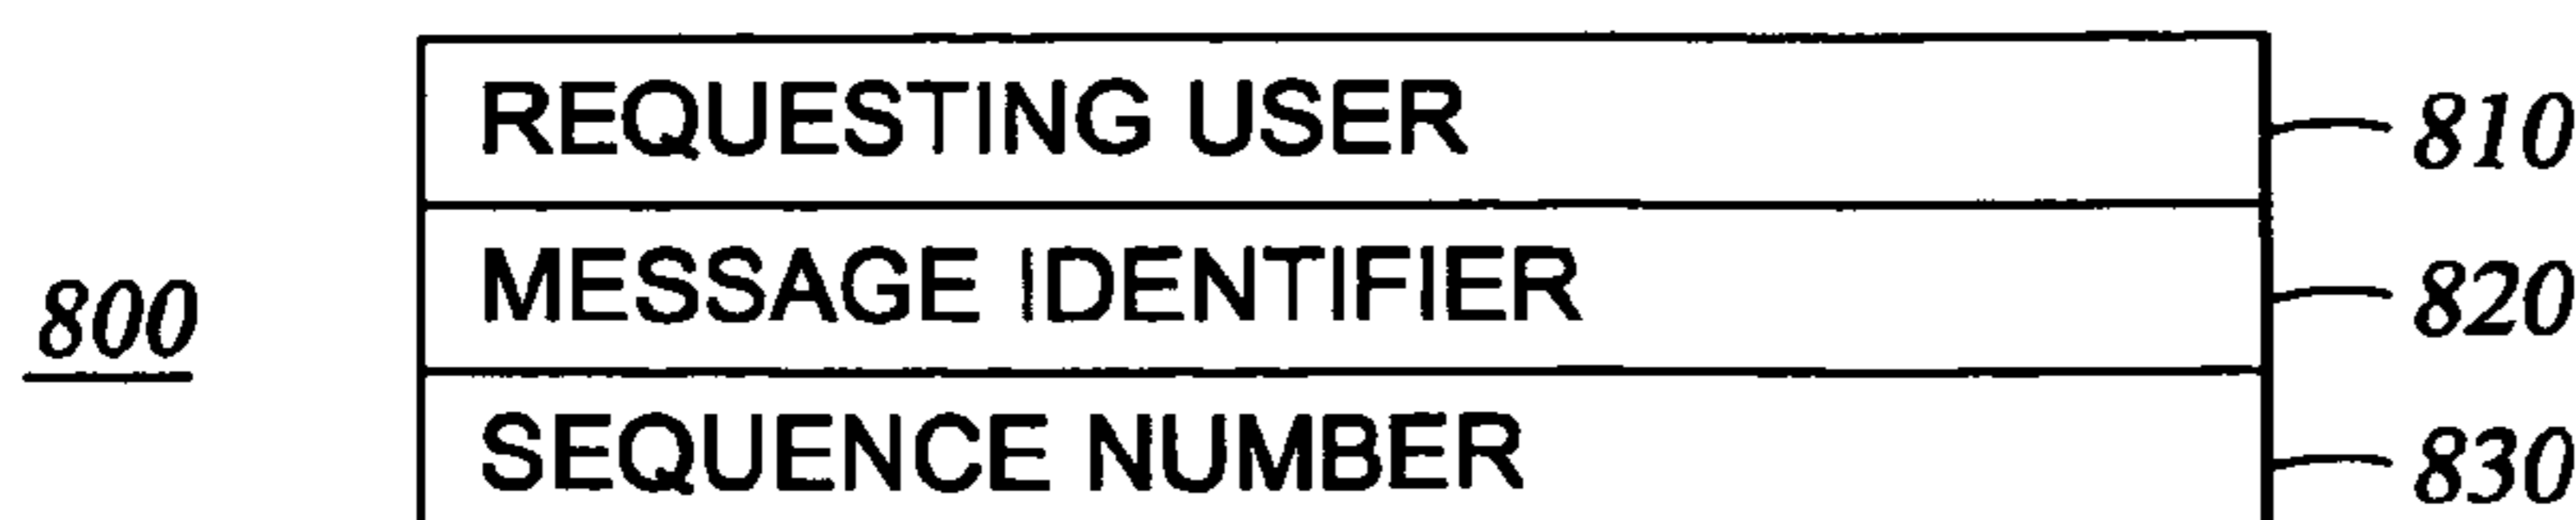 REQUESTING USER 810
MESSAGE IDENTIFIER 820
800
SEQUENCE NUMBER 830